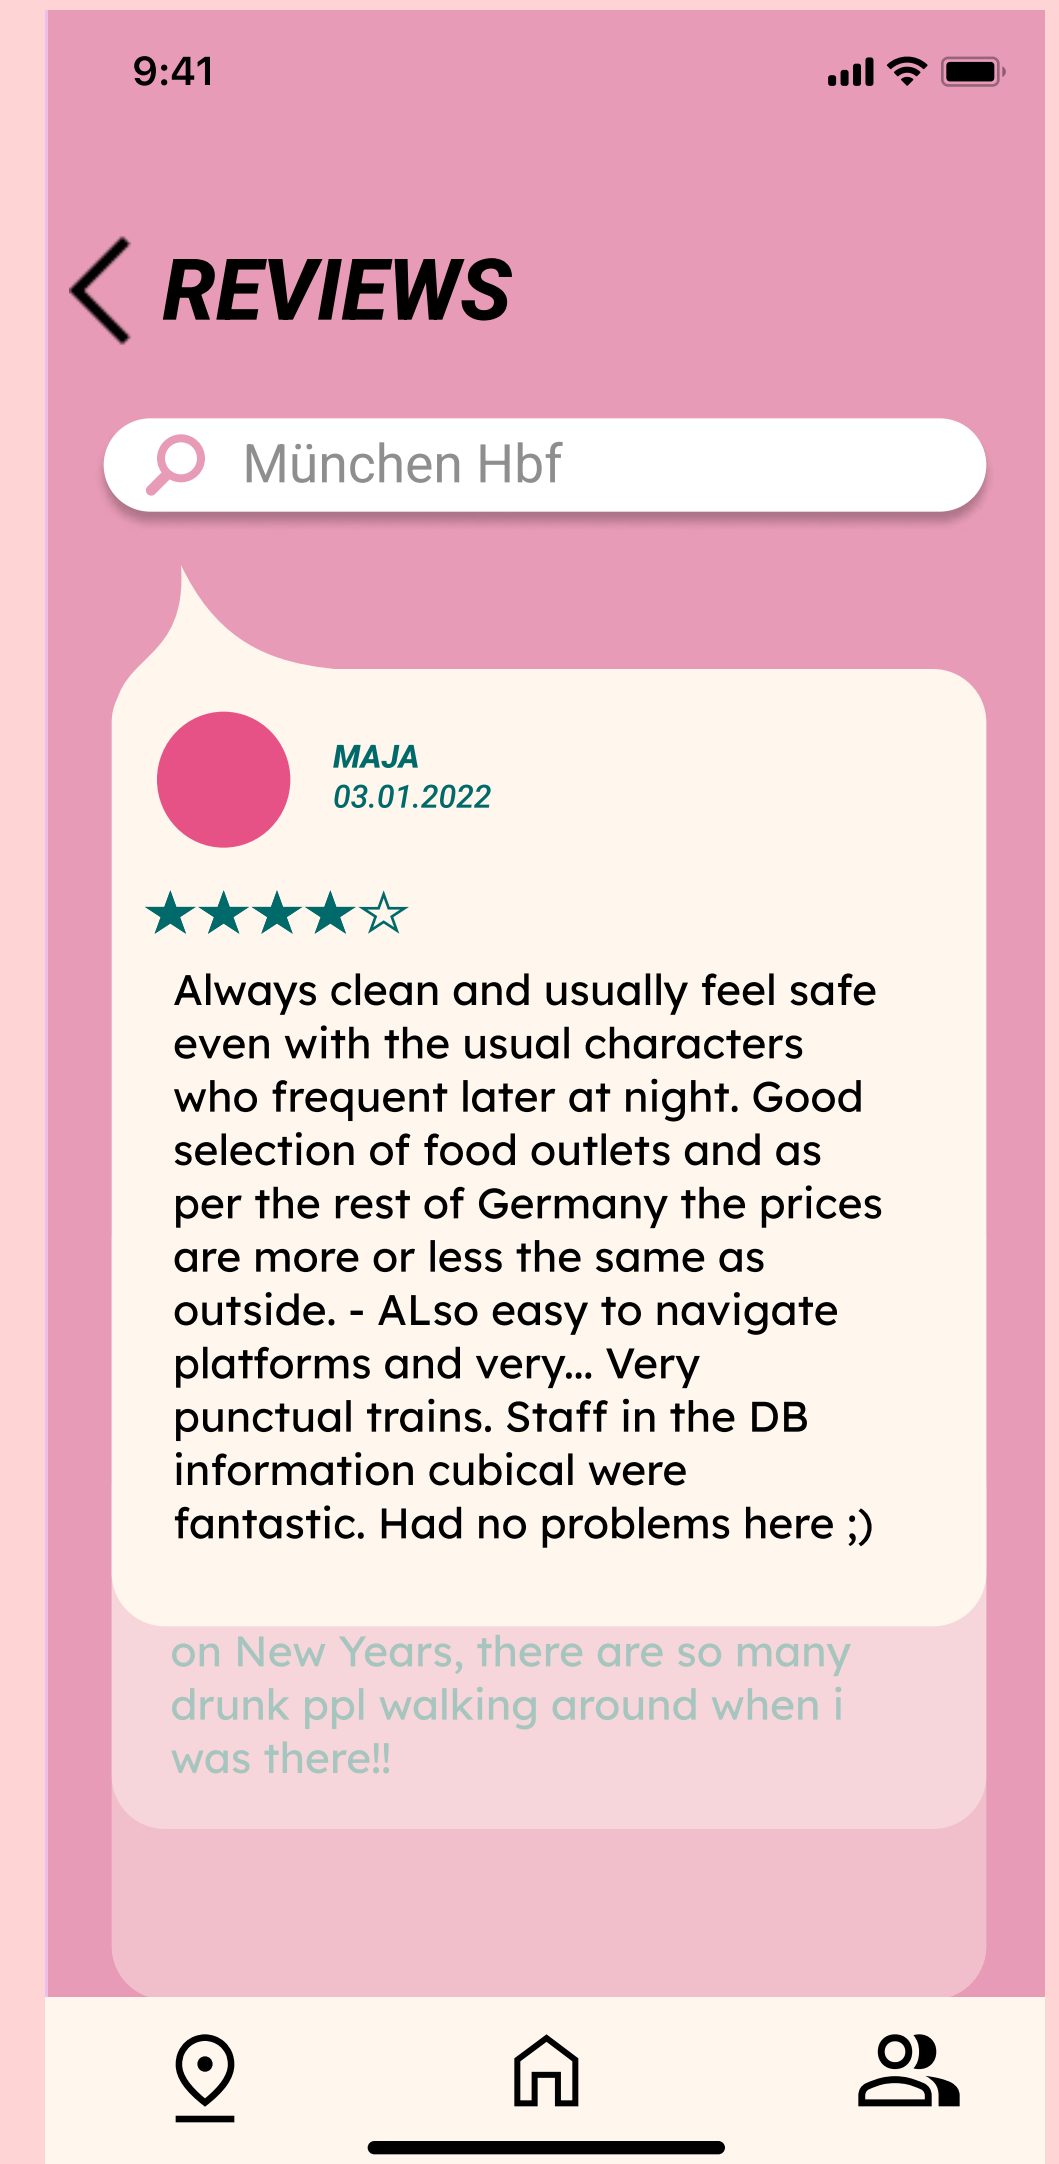 9:41
REVIEWS
München Hbf
MAJA
03.01.2022
Always clean and usually feel safe
even with the usual characters
who frequent later at night. Good
selection of food outlets and as
per the rest of Germany the prices
are more or less the same as
outside. - ALso easy to navigate
platforms and very... Very
punctual trains. Staff in the DB
information cubical were
fantastic. Had no problems here ;)
on New Years, there are so many
drunk ppl walking around when i
was there!!